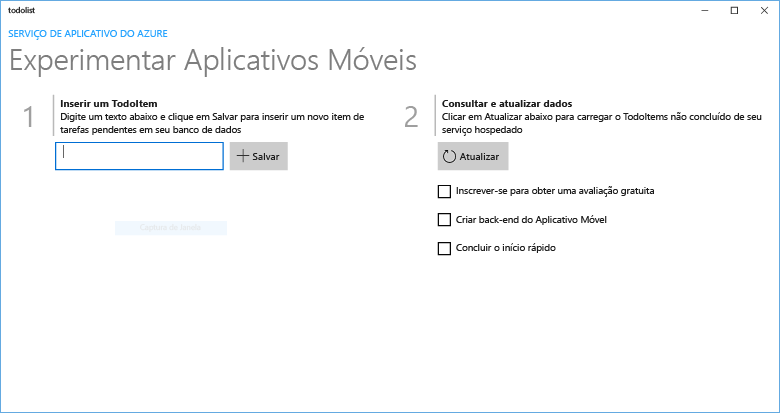 todolist
SERVIÇO DE APLICATIVO DO AZURE
Experimentar Aplicativos Móveis
1
Inserir um TodoItem
Digite um texto abaixo e clique em Salvar para inserir um novo item de
tarefas pendentes em seu banco de dados
Salvar
Captura de Janela
2
Consultar e atualizar dados
Clicar em Atualizar abaixo para carregar o TodoItems não concluído de seu
serviço hospedado
Atualizar
Inscrever-se para obter uma avaliação gratuita
Criar back-end do Aplicativo Móvel
Concluir o início rápido